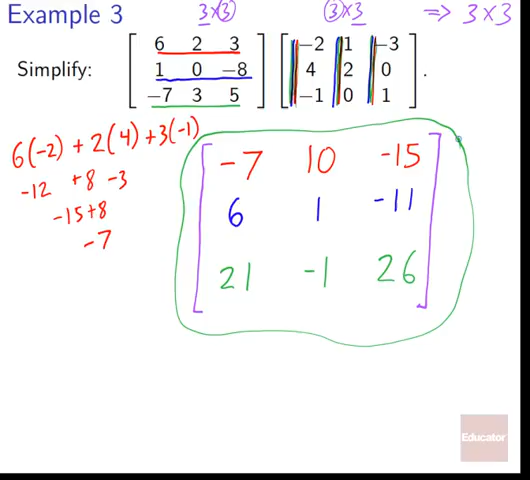 Example 3 3×3 3×3 ⇒ 3×3
6 2 3 −2 1 −3
Simplify: 1 0 −8 4 2 0 .
−7 3 5 −1 0 1
6(-2) + 2(4) + 3(-1)
-12 +8 -3
-15+8
-7
-7 10 -15
6 1 -11
21 -1 26
Educator